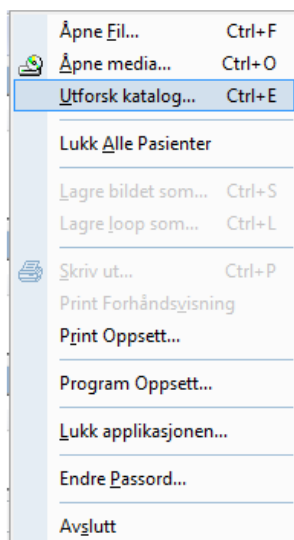 Åpne Fil... Ctrl+F
Åpne media... Ctrl+O
Utforsk katalog... Ctrl+E
Lukk Alle Pasienter
Lagre bildet som... Ctrl+S
Lagre loop som... Ctrl+L
Skriv ut... Ctrl+P
Print Forhåndsvisning
Print Oppsett...
Program Oppsett...
Lukk applikasjonen...
Endre Passord...
Avslutt